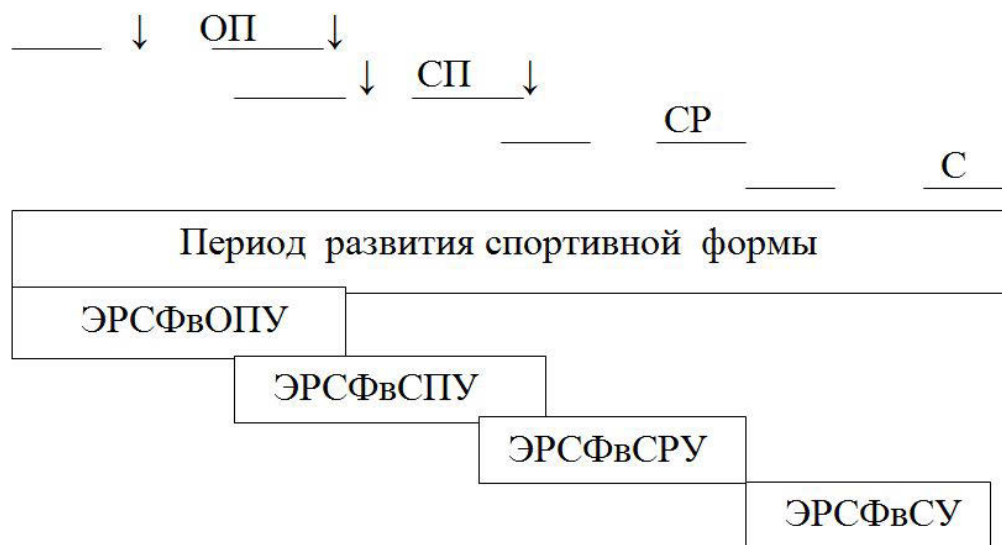 ↓ ОП ↓
↓ СП ↓
СР
С
Период развития спортивной формы
ЭРСФвОПУ
ЭРСФвСПУ
ЭРСФвСРУ
ЭРСФвСУ